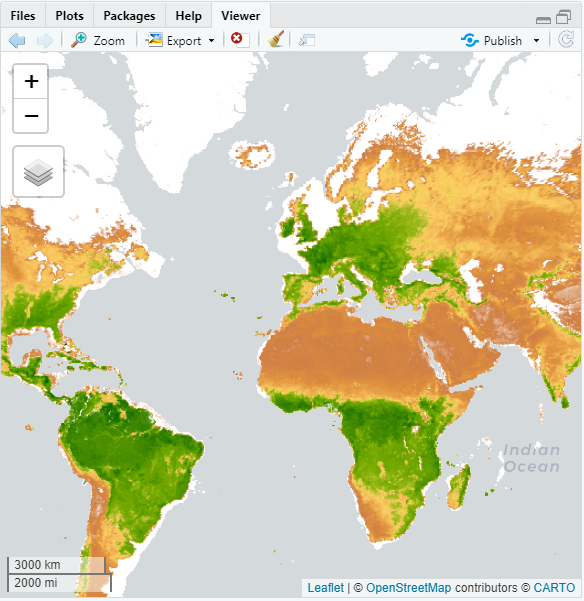 Files Plots Packages Help Viewer
Zoom Export Publish
+
−
Indian
Ocean
3000 km
2000 mi
Leaflet | © OpenStreetMap contributors © CARTO